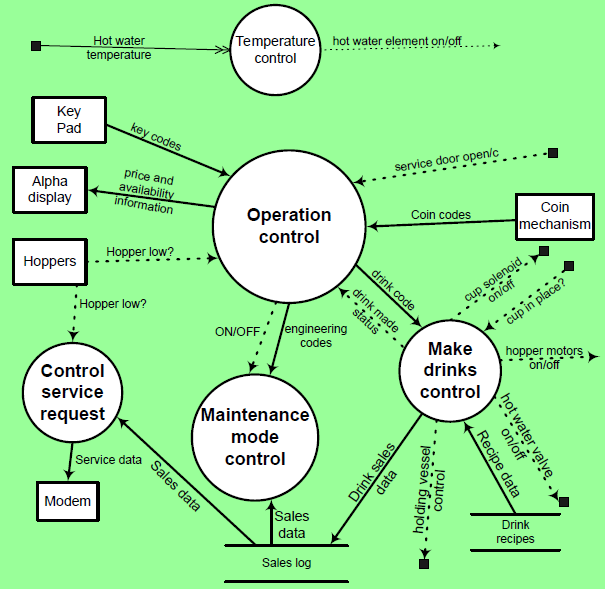 Hot water
temperature
Temperature
control
hot water element on/off
Key
Pad
key codes
service door open/c
Alpha
display
price and
availability
information
Operation
control
Coin codes
Coin
mechanism
Hoppers
Hopper low?
Hopper low?
drink code
drink made
status
cup solenoid
on/off
cup in place?
ON/OFF
engineering
codes
Control
service
request
Maintenance
mode
control
Make
drinks
control
hopper motors
on/off
hot water valve
on/off
Service data
Sales data
Modem
Sales
data
Drink sales
data
holding vessel
control
Recipe data
Drink
recipes
Sales log